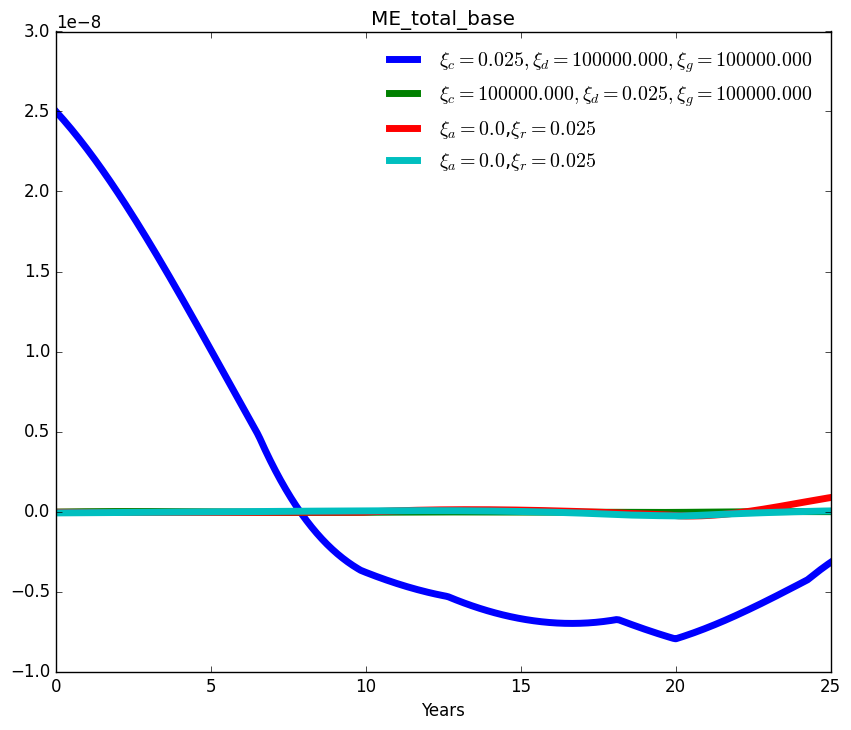 ME_total_base
1e−8
3.0
2.5
2.0
1.5
1.0
0.5
0.0
−0.5
−1.0
ξc = 0.025, ξd = 100000.000, ξg = 100000.000
ξc = 100000.000, ξd = 0.025, ξg = 100000.000
ξa = 0.0,ξr = 0.025
ξa = 0.0,ξr = 0.025
0 5 10 15 20 25
Years